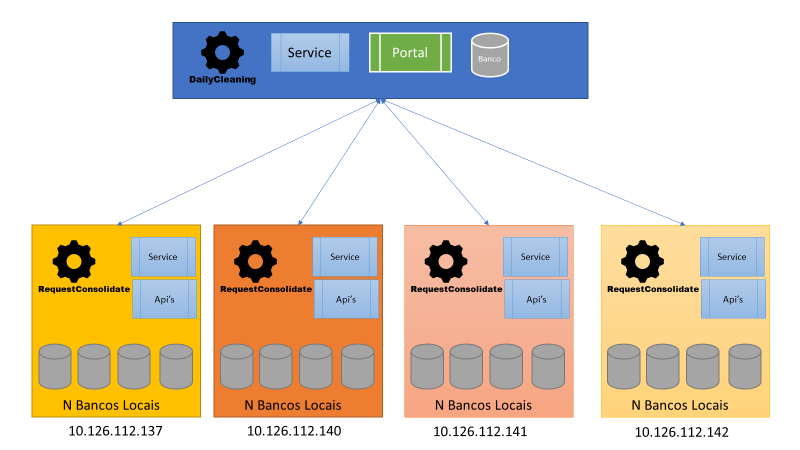 Service
Portal
Banco
DailyCleaning
Service
RequestConsolidate
Api's
N Bancos Locais
10.126.112.137
Service
RequestConsolidate
Api's
N Bancos Locais
10.126.112.140
Service
RequestConsolidate
Api's
N Bancos Locais
10.126.112.141
Service
RequestConsolidate
Api's
N Bancos Locais
10.126.112.142